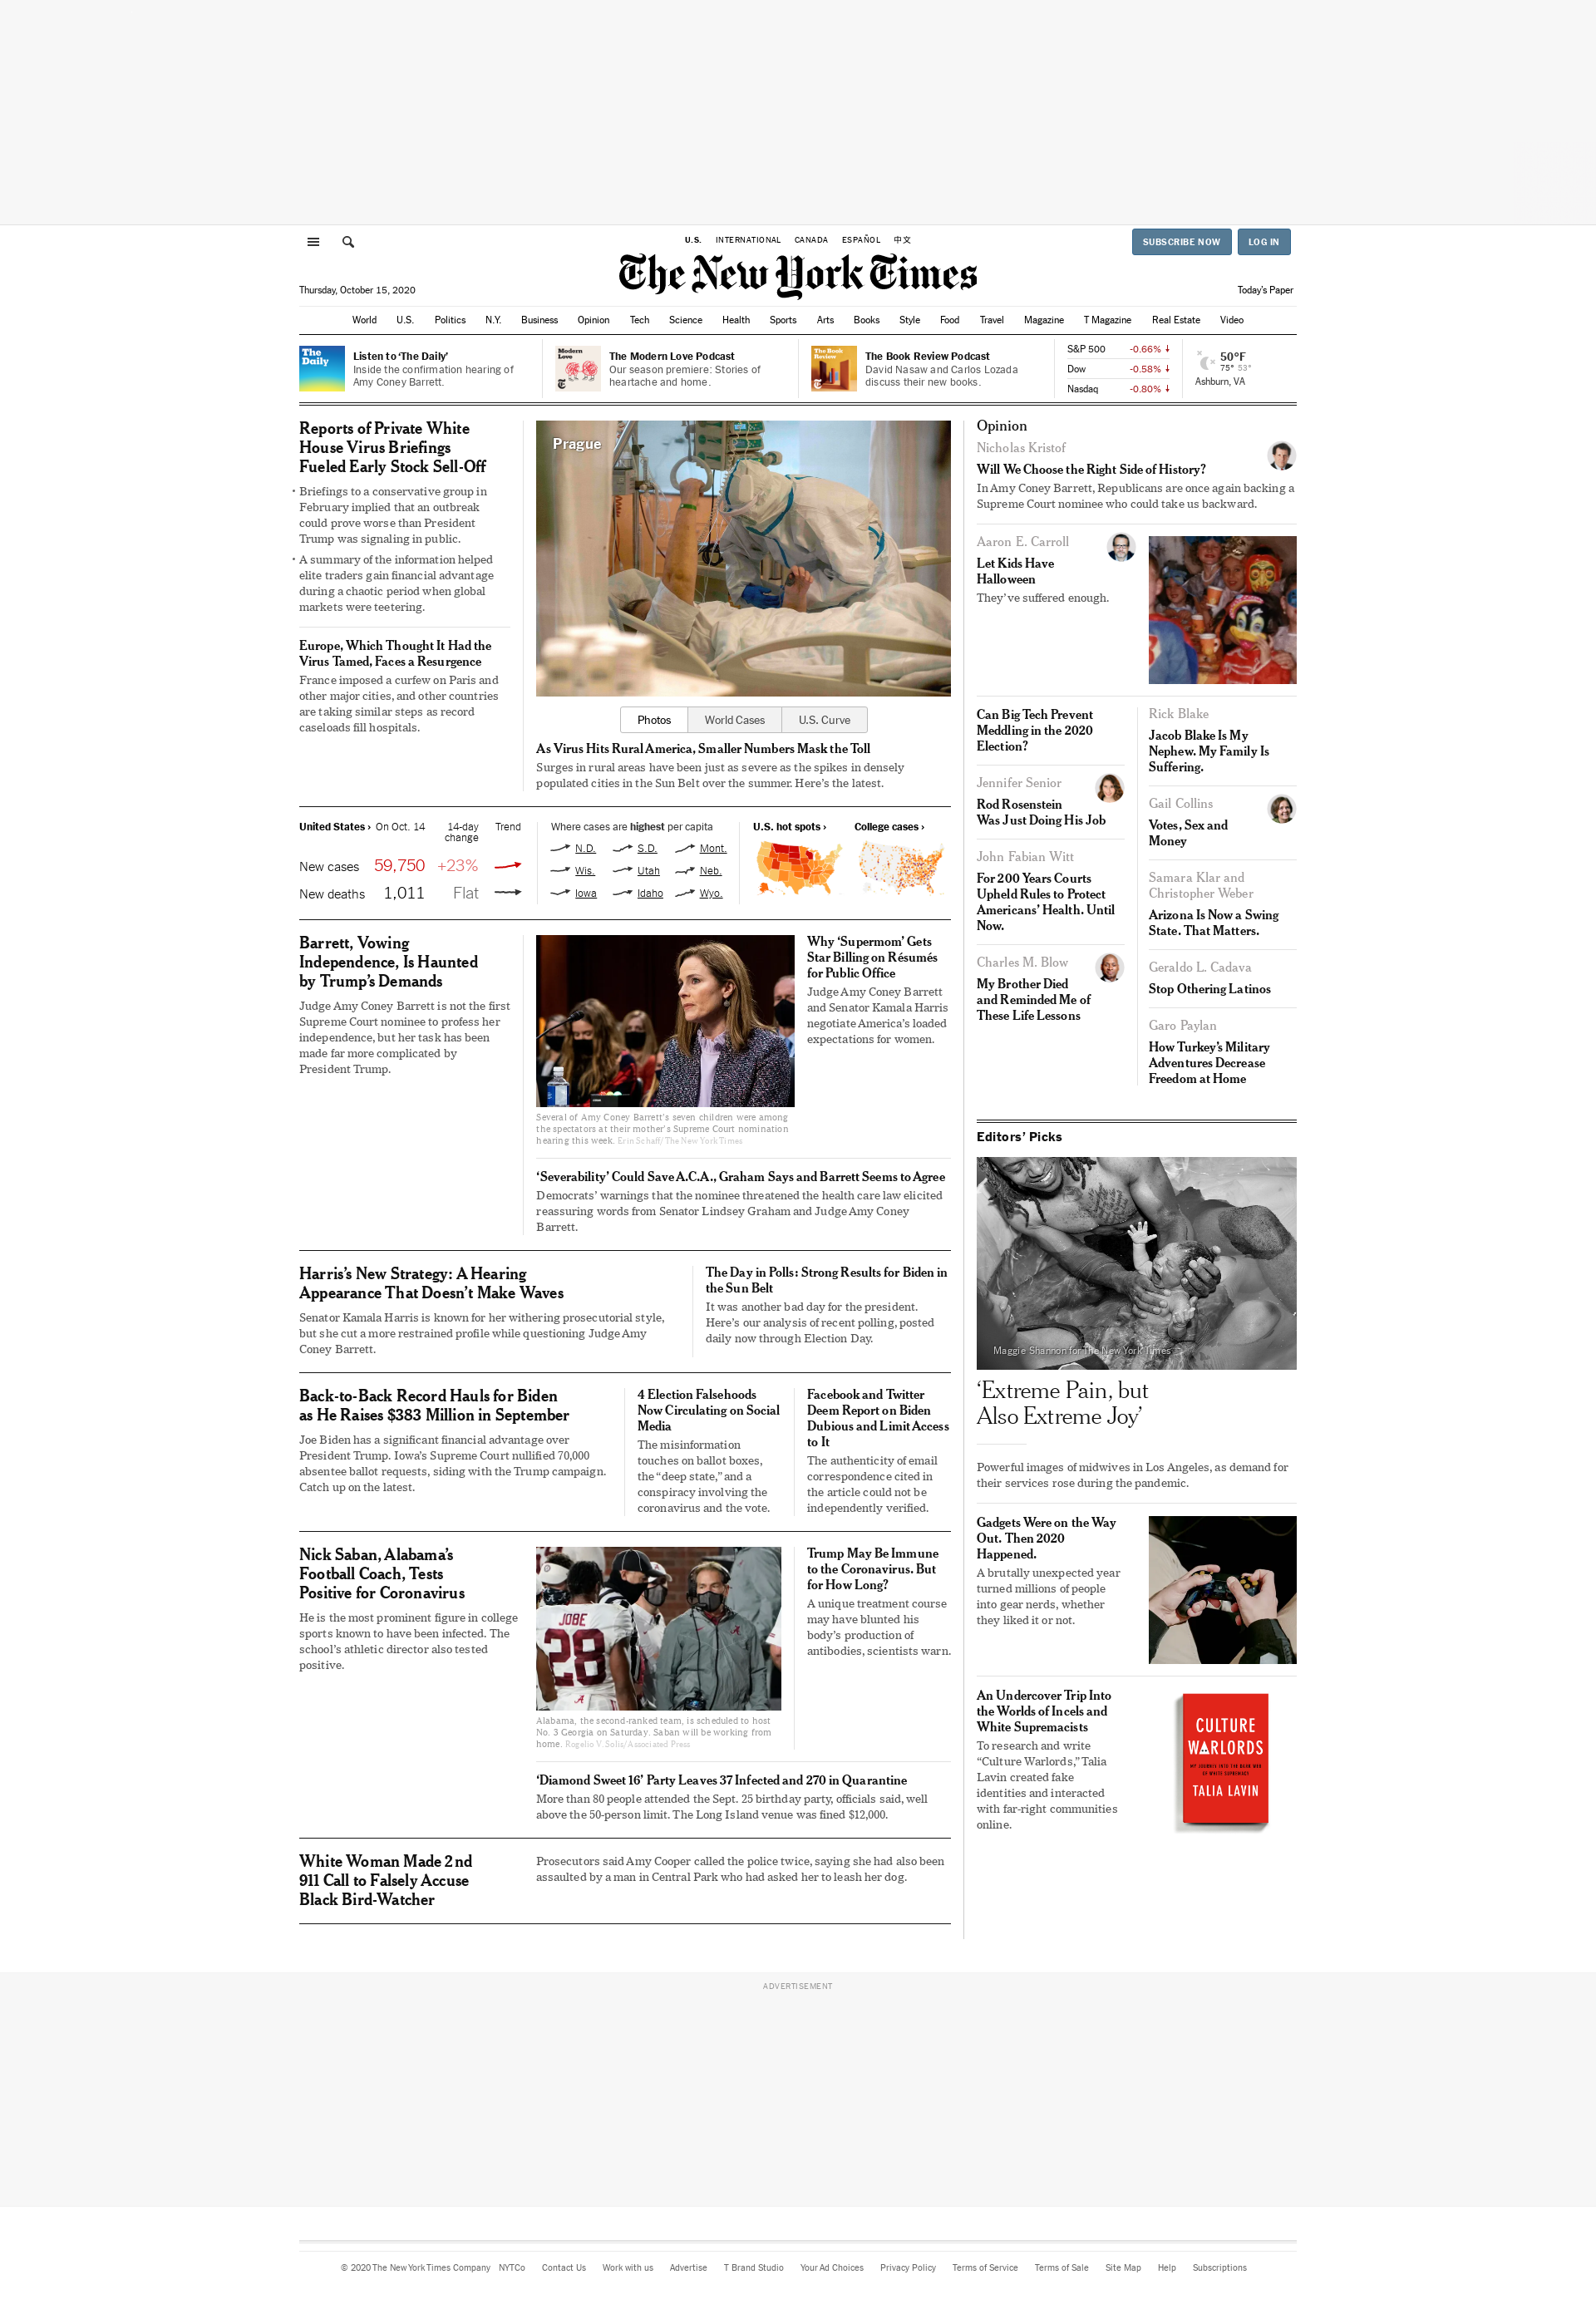 U.S. INTERNATIONAL CANADA ESPAÑOL 中文
SUBSCRIBE NOW LOG IN
The New York Times
Thursday, October 15, 2020
Today's Paper
World U.S. Politics N.Y. Business Opinion Tech Science Health Sports Arts Books Style Food Travel Magazine T Magazine Real Estate Video
The
Daily
Listen to ‘The Daily’
Inside the confirmation hearing of
Amy Coney Barrett.
Modern
Love
The Modern Love Podcast
Our season premiere: Stories of
heartache and home.
The Book
Review
The Book Review Podcast
David Nasaw and Carlos Lozada
discuss their new books.
S&P 500 -0.66%
Dow -0.58%
Nasdaq -0.80%
50°F
75° 53°
Ashburn, VA
Reports of Private White
House Virus Briefings
Fueled Early Stock Sell-Off
• Briefings to a conservative group in
February implied that an outbreak
could prove worse than President
Trump was signaling in public.
• A summary of the information helped
elite traders gain financial advantage
during a chaotic period when global
markets were teetering.
Europe, Which Thought It Had the
Virus Tamed, Faces a Resurgence
France imposed a curfew on Paris and
other major cities, and other countries
are taking similar steps as record
caseloads fill hospitals.
Prague
Photos World Cases U.S. Curve
As Virus Hits Rural America, Smaller Numbers Mask the Toll
Surges in rural areas have been just as severe as the spikes in densely
populated cities in the Sun Belt over the summer. Here’s the latest.
United States › On Oct. 14 14-day
change Trend
New cases 59,750 +23%
New deaths 1,011 Flat
Where cases are highest per capita
N.D. S.D. Mont.
Wis. Utah Neb.
Iowa Idaho Wyo.
U.S. hot spots ›
College cases ›
Barrett, Vowing
Independence, Is Haunted
by Trump’s Demands
Judge Amy Coney Barrett is not the first
Supreme Court nominee to profess her
independence, but her task has been
made far more complicated by
President Trump.
Several of Amy Coney Barrett’s seven children were among
the spectators at their mother’s Supreme Court nomination
hearing this week. Erin Schaff/The New York Times
Why ‘Supermom’ Gets
Star Billing on Résumés
for Public Office
Judge Amy Coney Barrett
and Senator Kamala Harris
negotiate America’s loaded
expectations for women.
‘Severability’ Could Save A.C.A., Graham Says and Barrett Seems to Agree
Democrats’ warnings that the nominee threatened the health care law elicited
reassuring words from Senator Lindsey Graham and Judge Amy Coney
Barrett.
Harris’s New Strategy: A Hearing
Appearance That Doesn’t Make Waves
Senator Kamala Harris is known for her withering prosecutorial style,
but she cut a more restrained profile while questioning Judge Amy
Coney Barrett.
The Day in Polls: Strong Results for Biden in
the Sun Belt
It was another bad day for the president.
Here’s our analysis of recent polling, posted
daily now through Election Day.
Back-to-Back Record Hauls for Biden
as He Raises $383 Million in September
Joe Biden has a significant financial advantage over
President Trump. Iowa’s Supreme Court nullified 70,000
absentee ballot requests, siding with the Trump campaign.
Catch up on the latest.
4 Election Falsehoods
Now Circulating on Social
Media
The misinformation
touches on ballot boxes,
the “deep state,” and a
conspiracy involving the
coronavirus and the vote.
Facebook and Twitter
Deem Report on Biden
Dubious and Limit Access
to It
The authenticity of email
correspondence cited in
the article could not be
independently verified.
Nick Saban, Alabama’s
Football Coach, Tests
Positive for Coronavirus
He is the most prominent figure in college
sports known to have been infected. The
school’s athletic director also tested
positive.
JOBE
28
Alabama, the second-ranked team, is scheduled to host
No. 3 Georgia on Saturday. Saban will be working from
home. Rogelio V. Solis/Associated Press
Trump May Be Immune
to the Coronavirus. But
for How Long?
A unique treatment course
may have blunted his
body’s production of
antibodies, scientists warn.
‘Diamond Sweet 16’ Party Leaves 37 Infected and 270 in Quarantine
More than 80 people attended the Sept. 25 birthday party, officials said, well
above the 50-person limit. The Long Island venue was fined $12,000.
White Woman Made 2nd
911 Call to Falsely Accuse
Black Bird-Watcher
Prosecutors said Amy Cooper called the police twice, saying she had also been
assaulted by a man in Central Park who had asked her to leash her dog.
Opinion
Nicholas Kristof
Will We Choose the Right Side of History?
In Amy Coney Barrett, Republicans are once again backing a
Supreme Court nominee who could take us backward.
Aaron E. Carroll
Let Kids Have
Halloween
They’ve suffered enough.
Can Big Tech Prevent
Meddling in the 2020
Election?
Jennifer Senior
Rod Rosenstein
Was Just Doing His Job
John Fabian Witt
For 200 Years Courts
Upheld Rules to Protect
Americans’ Health. Until
Now.
Charles M. Blow
My Brother Died
and Reminded Me of
These Life Lessons
Rick Blake
Jacob Blake Is My
Nephew. My Family Is
Suffering.
Gail Collins
Votes, Sex and
Money
Samara Klar and
Christopher Weber
Arizona Is Now a Swing
State. That Matters.
Geraldo L. Cadava
Stop Othering Latinos
Garo Paylan
How Turkey’s Military
Adventures Decrease
Freedom at Home
Editors’ Picks
Maggie Shannon for The New York Times
‘Extreme Pain, but
Also Extreme Joy’
Powerful images of midwives in Los Angeles, as demand for
their services rose during the pandemic.
Gadgets Were on the Way
Out. Then 2020
Happened.
A brutally unexpected year
turned millions of people
into gear nerds, whether
they liked it or not.
An Undercover Trip Into
the Worlds of Incels and
White Supremacists
To research and write
“Culture Warlords,” Talia
Lavin created fake
identities and interacted
with far-right communities
online.
CULTURE
WARLORDS
MY JOURNEY INTO THE DARK WEB
OF WHITE SUPREMACY
TALIA LAVIN
ADVERTISEMENT
© 2020 The New York Times Company NYTCo Contact Us Work with us Advertise T Brand Studio Your Ad Choices Privacy Policy Terms of Service Terms of Sale Site Map Help Subscriptions